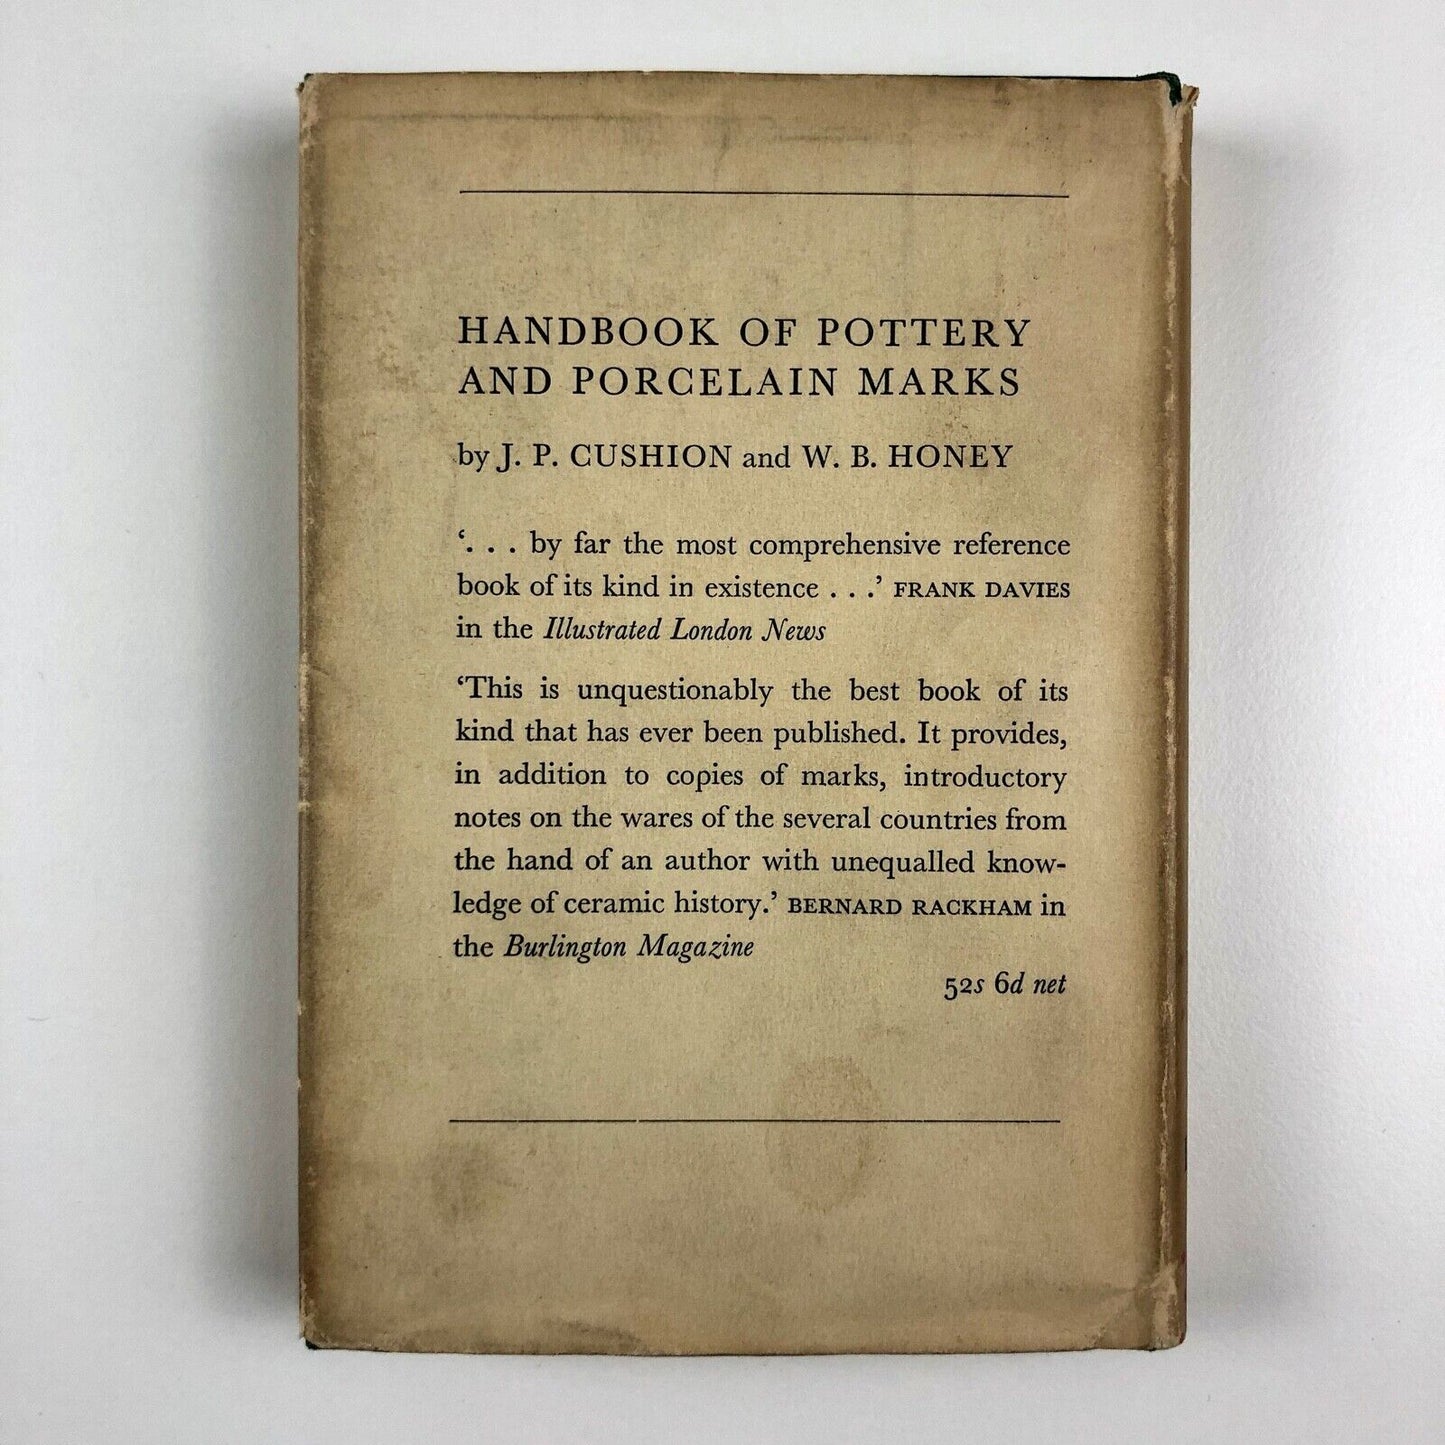 HANDBOOK OF POTTERY
AND PORCELAIN MARKS
by J. P. CUSHION and W. B. HONEY
‘. . . by far the most comprehensive reference
book of its kind in existence . . .’ FRANK DAVIES
in the Illustrated London News
‘This is unquestionably the best book of its
kind that has ever been published. It provides,
in addition to copies of marks, introductory
notes on the wares of the several countries from
the hand of an author with unequalled know-
ledge of ceramic history.’ BERNARD RACKHAM in
the Burlington Magazine
52s 6d net